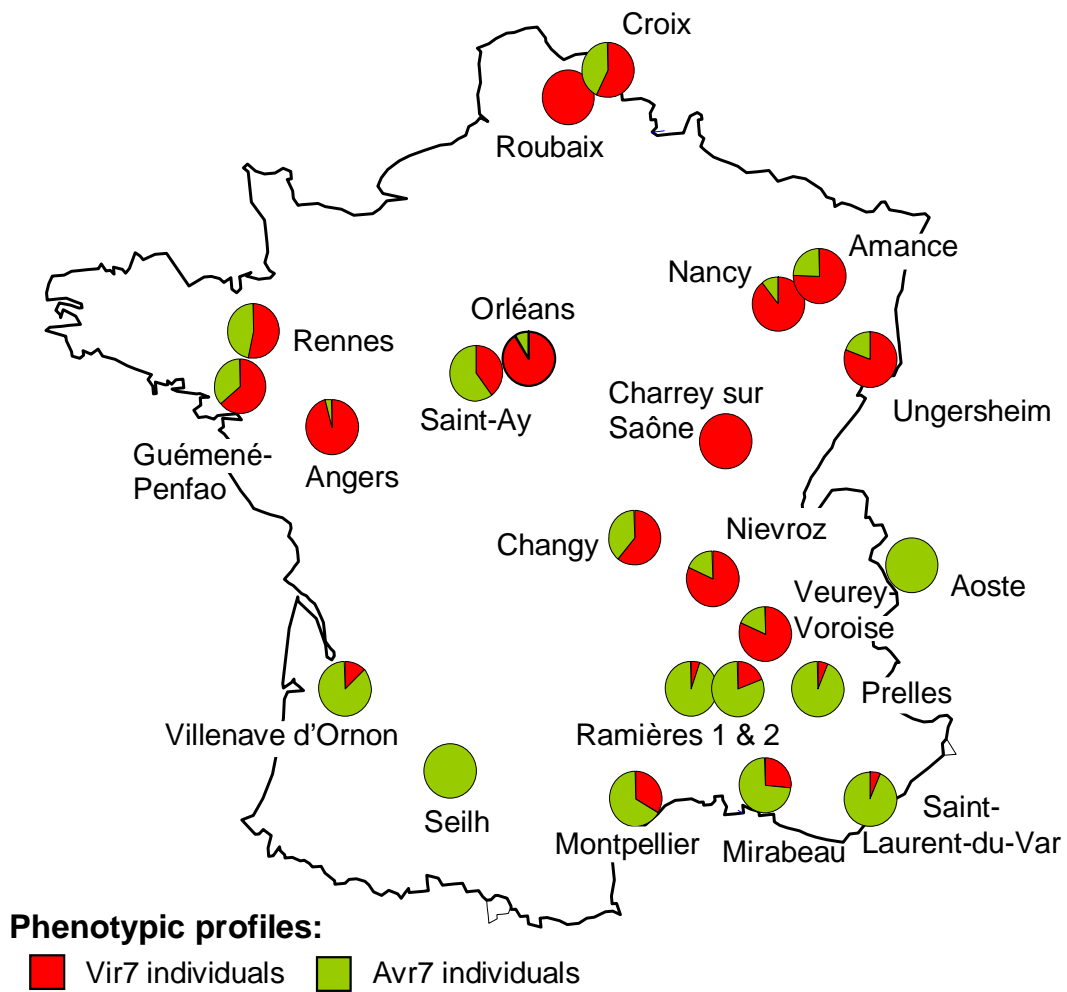 Croix
Roubaix
Amance
Nancy
Orléans
Rennes
Saint-Ay
Charrey sur
Saône
Ungersheim
Guémené-
Penfao
Angers
Nievroz
Changy
Aoste
Veurey-
Voroise
Prelles
Villenave d'Ornon
Ramières 1 & 2
Seilh
Montpellier
Mirabeau
Saint-
Laurent-du-Var
Phenotypic profiles:
Vir7 individuals
Avr7 individuals